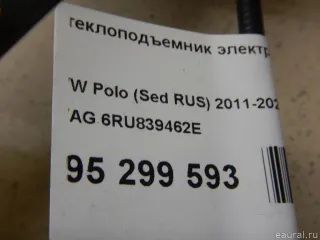 теклоподъемник электр
W Polo (Sed RUS) 2011-202
AG 6RU839462E
95 299 593
eaural.ru